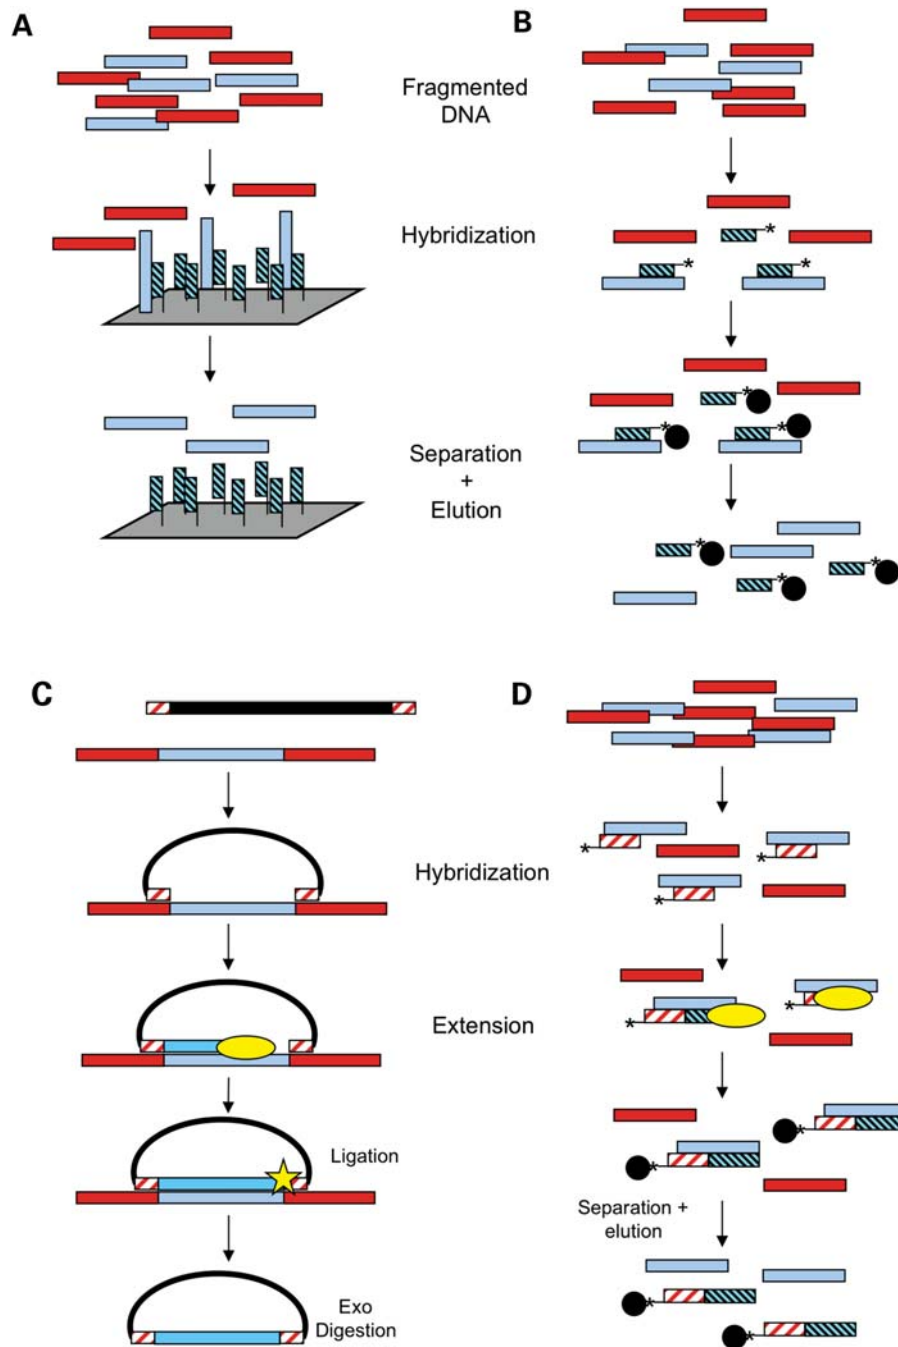 A
B
Fragmented
DNA
Hybridization
Separation
+
Elution
C
D
Hybridization
Extension
Ligation
Separation +
elution
Exo
Digestion